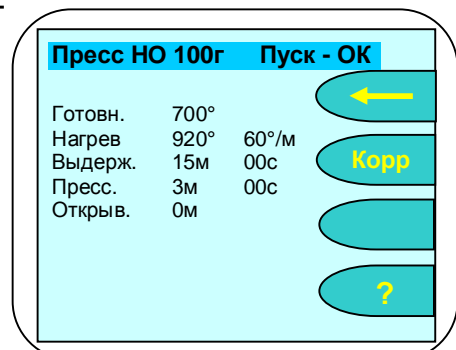 Пресс НО 100г Пуск - ОК
Готовн. 700°
Нагрев 920° 60°/м
Выдерж. 15м 00с
Пресс. 3м 00с
Открыв. 0м
Корр
?